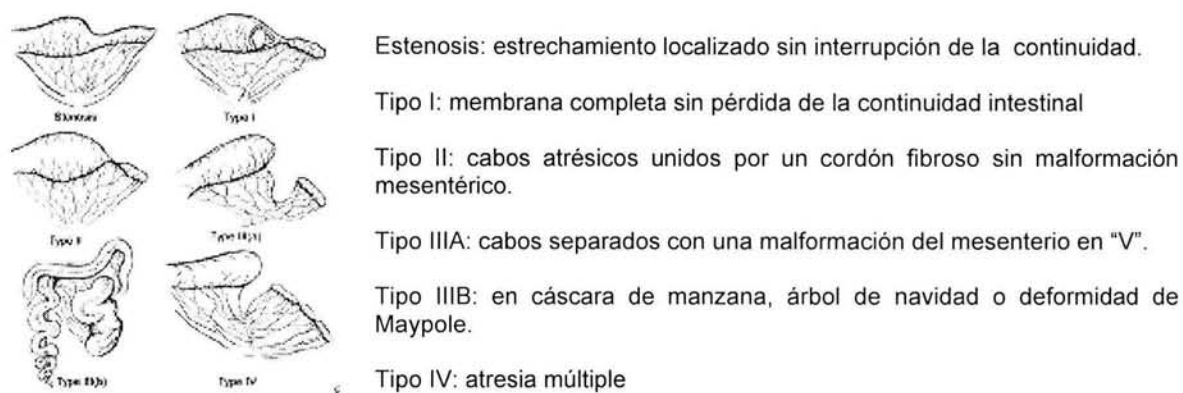 Stenosis
Type I
Type II
Type III(a)
Type III(b)
Type IV
c
Estenosis: estrechamiento localizado sin interrupción de la continuidad.
Tipo I: membrana completa sin pérdida de la continuidad intestinal
Tipo II: cabos atrésicos unidos por un cordón fibroso sin malformación
mesentérico.
Tipo IIIA: cabos separados con una malformación del mesenterio en “V”.
Tipo IIIB: en cáscara de manzana, árbol de navidad o deformidad de
Maypole.
Tipo IV: atresia múltiple